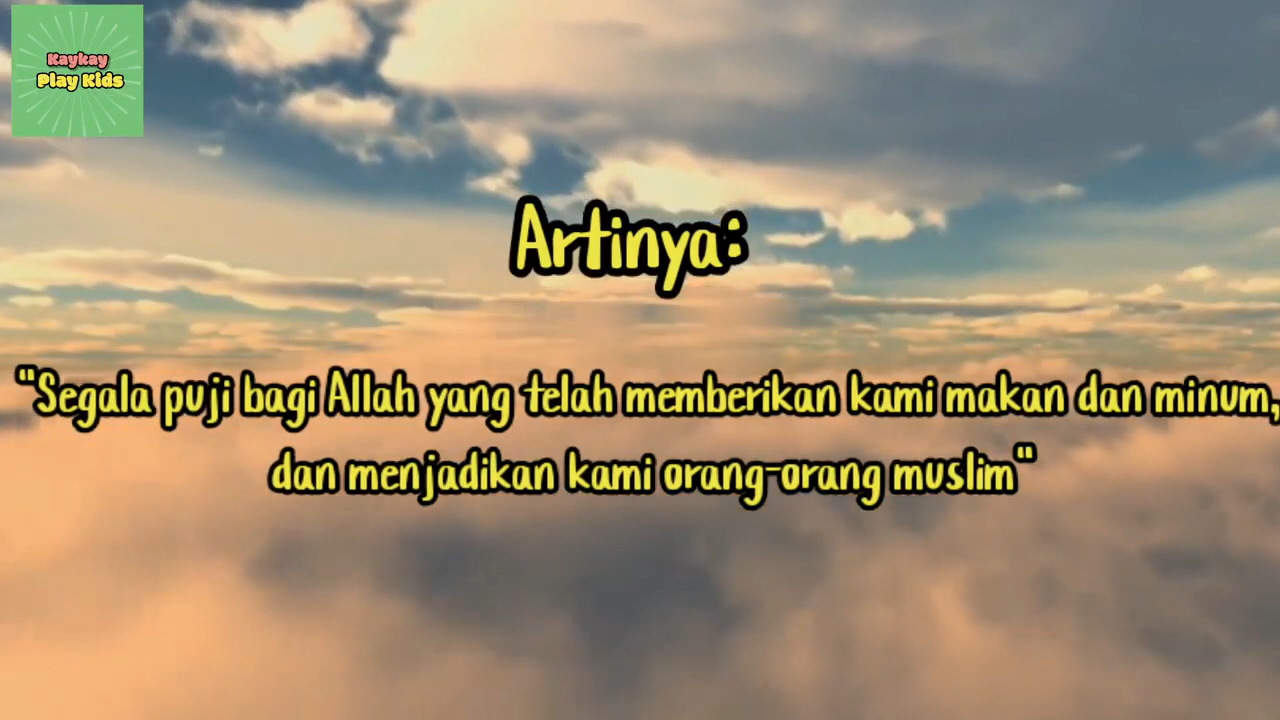 Kaykay
Play Kids
Artinya:
"Segala puji bagi Allah yang telah memberikan kami makan dan minum,
dan menjadikan kami orang-orang muslim"